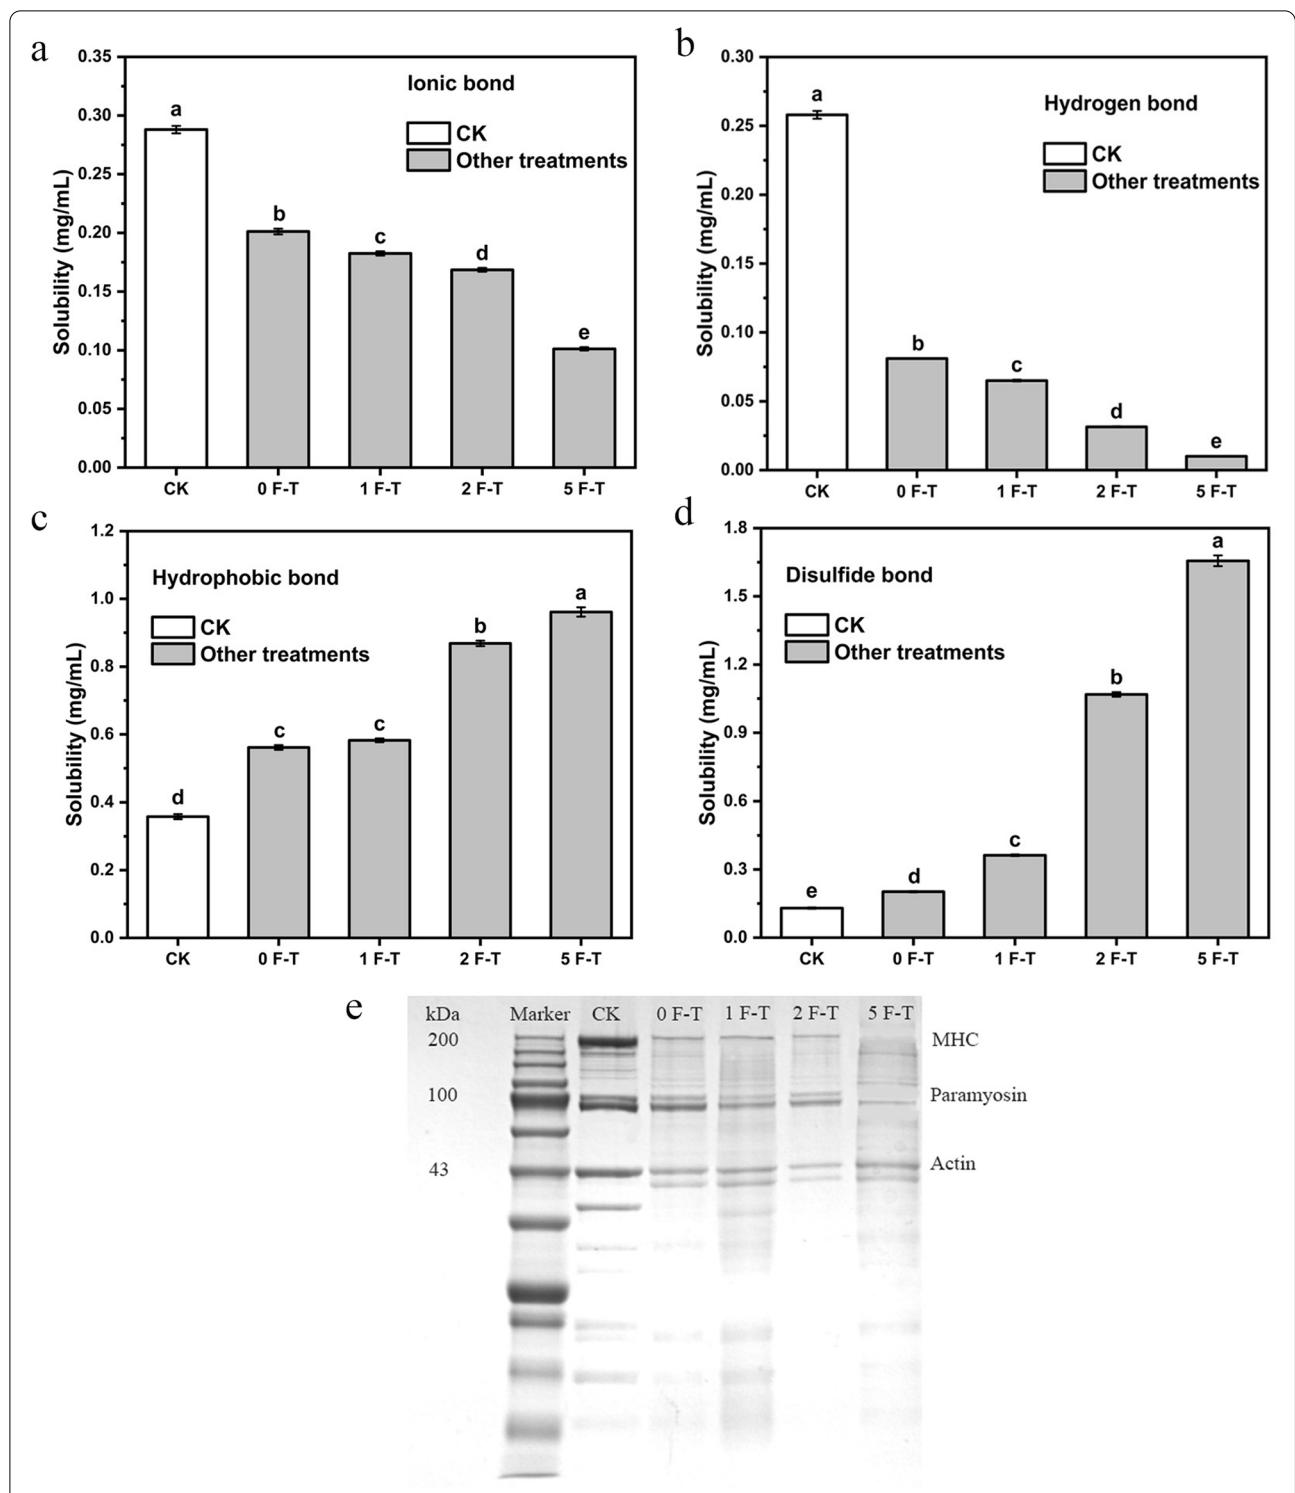 a
Ionic bond
CK
Other treatments
a
b
c
d
e
0.35
0.30
0.25
0.20
0.15
0.10
0.05
0.00
Solubility (mg/mL)
CK 0 F-T 1 F-T 2 F-T 5 F-T
b
Hydrogen bond
CK
Other treatments
a
b
c
d
e
0.30
0.25
0.20
0.15
0.10
0.05
0.00
Solubility (mg/mL)
CK 0 F-T 1 F-T 2 F-T 5 F-T
c
Hydrophobic bond
CK
Other treatments
d
c
c
b
a
1.2
1.0
0.8
0.6
0.4
0.2
0.0
Solubility (mg/mL)
CK 0 F-T 1 F-T 2 F-T 5 F-T
d
Disulfide bond
CK
Other treatments
e
d
c
b
a
1.8
1.5
1.2
0.9
0.6
0.3
0.0
Solubility (mg/mL)
CK 0 F-T 1 F-T 2 F-T 5 F-T
e
kDa Marker CK 0 F-T 1 F-T 2 F-T 5 F-T
200 MHC
100 Paramyosin
43 Actin